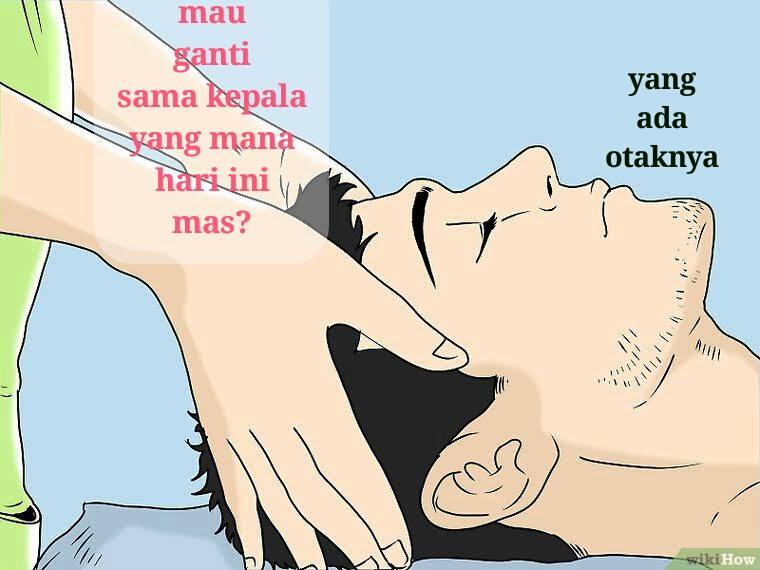 mau
ganti
sama kepala
yang mana
hari ini
mas?
yang
ada
otaknya
wikiHow